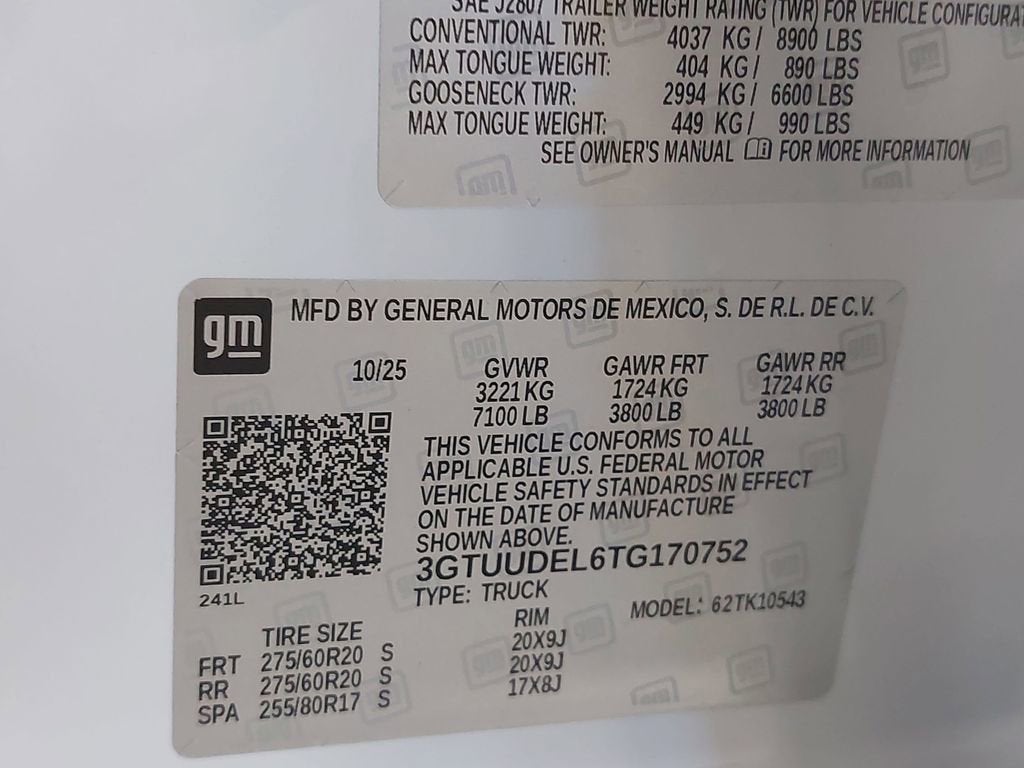 SAE J2807 TRAILER WEIGHT RATING (TWR) FOR VEHICLE
CONVENTIONAL TWR: 4037 KG/ 8900 LBS
MAX TONGUE WEIGHT: 404 KG/ 890 LBS
GOOSENECK TWR: 2994 KG/ 6600 LBS
MAX TONGUE WEIGHT: 449 KG/ 990 LBS
SEE OWNER'S MANUAL FOR MORE INFORMATION
gm
MFD BY GENERAL MOTORS DE MEXICO, S. DE R.L. DE C.V.
10/25 GVWR GAWR FRT GAWR RR
3221 KG 1724 KG 1724 KG
7100 LB 3800 LB 3800 LB
THIS VEHICLE CONFORMS TO ALL
APPLICABLE U.S. FEDERAL MOTOR
VEHICLE SAFETY STANDARDS IN EFFECT
ON THE DATE OF MANUFACTURE
SHOWN ABOVE.
3GTUUDEL6TG170752
241L
TYPE: TRUCK MODEL: 62TK10543
TIRE SIZE RIM
FRT 275/60R20 S 20X9J
RR 275/60R20 S 20X9J
SPA 255/80R17 S 17X8J